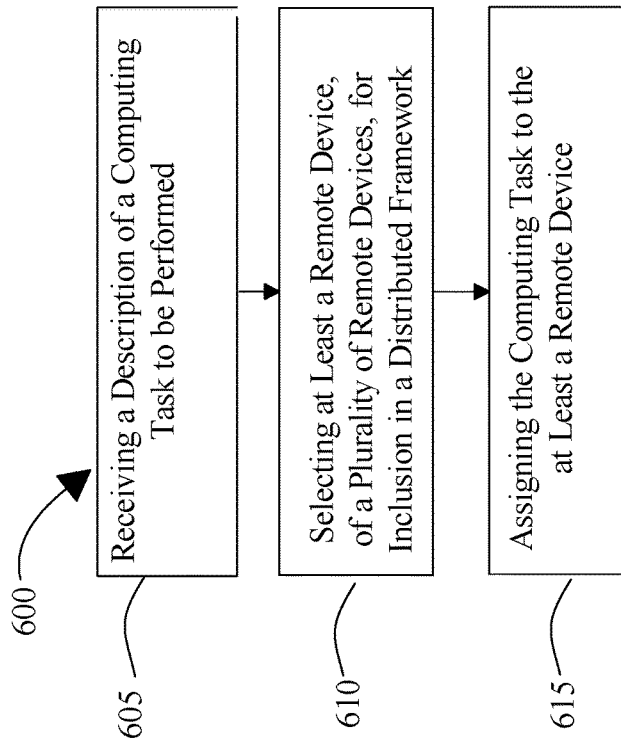 600
605
Receiving a Description of a Computing
Task to be Performed
610
Selecting at Least a Remote Device,
of a Plurality of Remote Devices, for
Inclusion in a Distributed Framework
615
Assigning the Computing Task to the
at Least a Remote Device